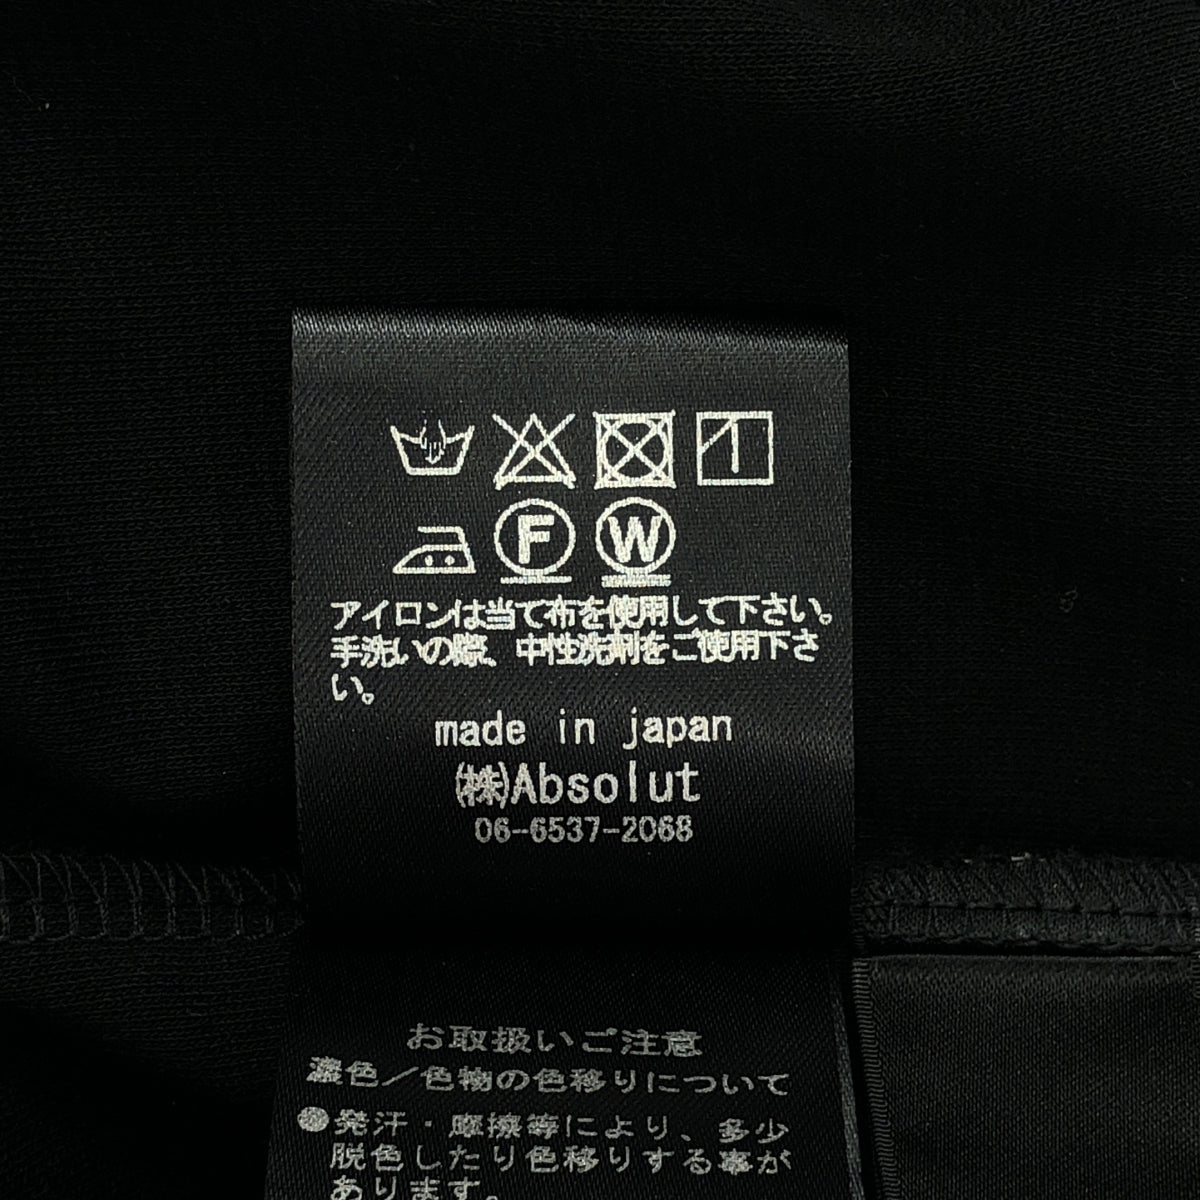 F W
アイロンは当て布を使用して下さい。
手洗いの際、中性洗剤をご使用下さ
い。
made in japan
㈱Absolut
06-6537-2068
お取扱いご注意
濃色／色物の色移りについて
●発汗・摩擦等により、多少
脱色したり色移りする事が
あります。